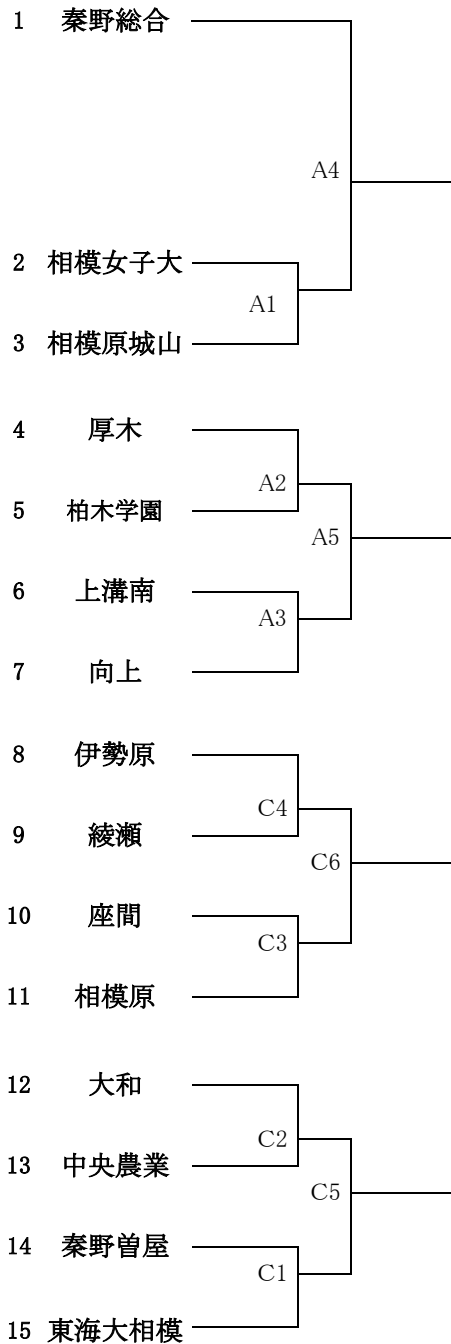 1 秦野総合
A4
2 相模女子大
A1
3 相模原城山
4 厚木
A2
5 柏木学園
A5
6 上溝南
A3
7 向上
8 伊勢原
C4
9 綾瀬
C6
10 座間
C3
11 相模原
12 大和
C2
13 中央農業
C5
14 秦野曽屋
C1
15 東海大相模